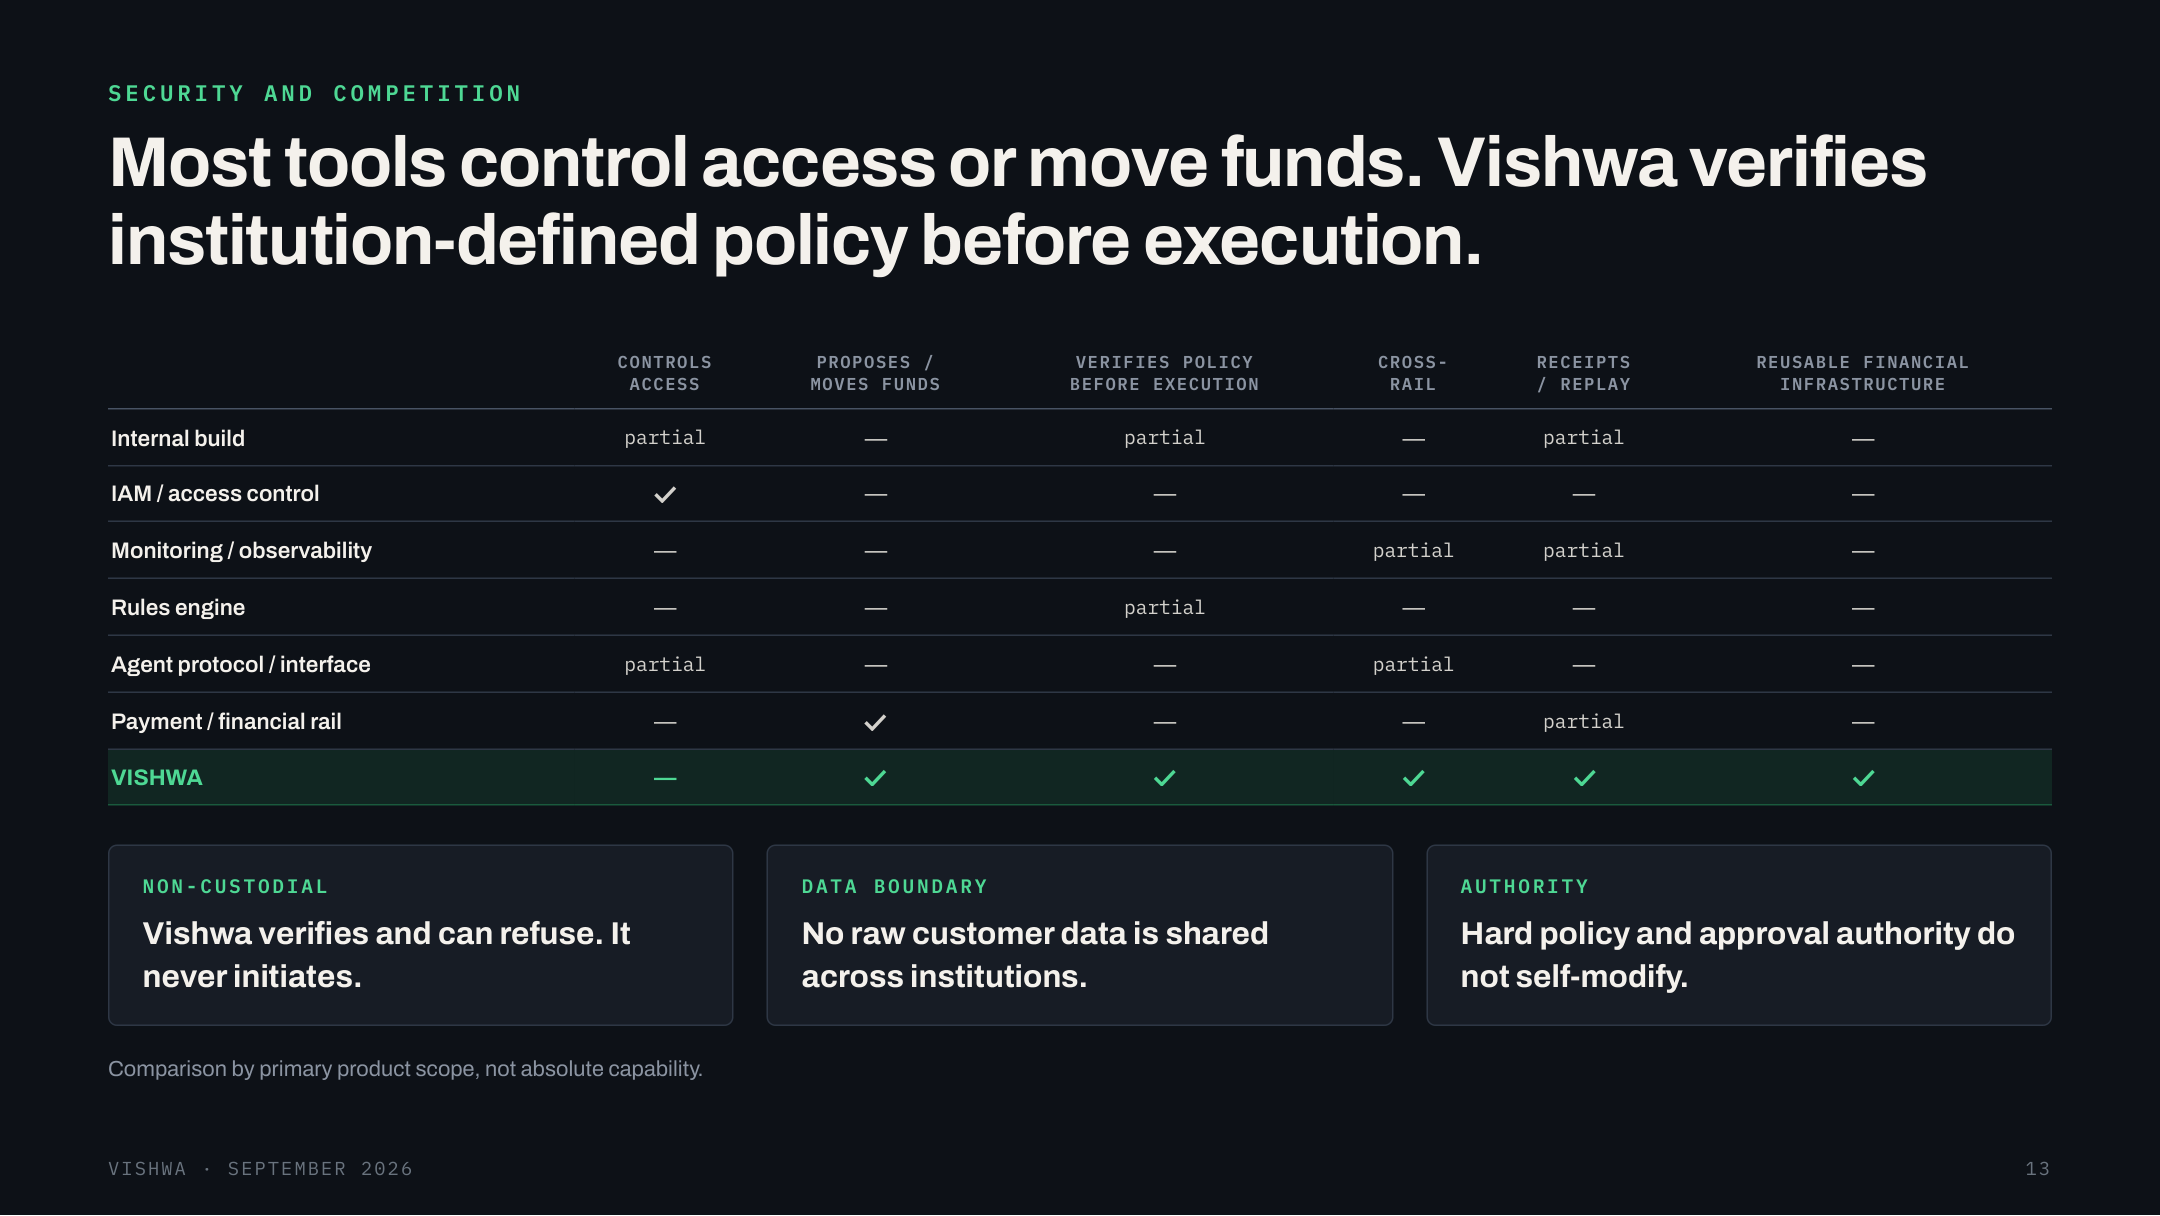 SECURITY AND COMPETITION
Most tools control access or move funds. Vishwa verifies
institution-defined policy before execution.
CONTROLS ACCESS PROPOSES / MOVES FUNDS VERIFIES POLICY BEFORE EXECUTION CROSS-RAIL RECEIPTS / REPLAY REUSABLE FINANCIAL INFRASTRUCTURE
Internal build partial — partial — partial —
IAM / access control ✓ — — — — —
Monitoring / observability — — — partial partial —
Rules engine — — partial — — —
Agent protocol / interface partial — — partial — —
Payment / financial rail — ✓ — — partial —
VISHWA — ✓ ✓ ✓ ✓ ✓
NON-CUSTODIAL
Vishwa verifies and can refuse. It
never initiates.
DATA BOUNDARY
No raw customer data is shared
across institutions.
AUTHORITY
Hard policy and approval authority do
not self-modify.
Comparison by primary product scope, not absolute capability.
VISHWA · SEPTEMBER 2026
13